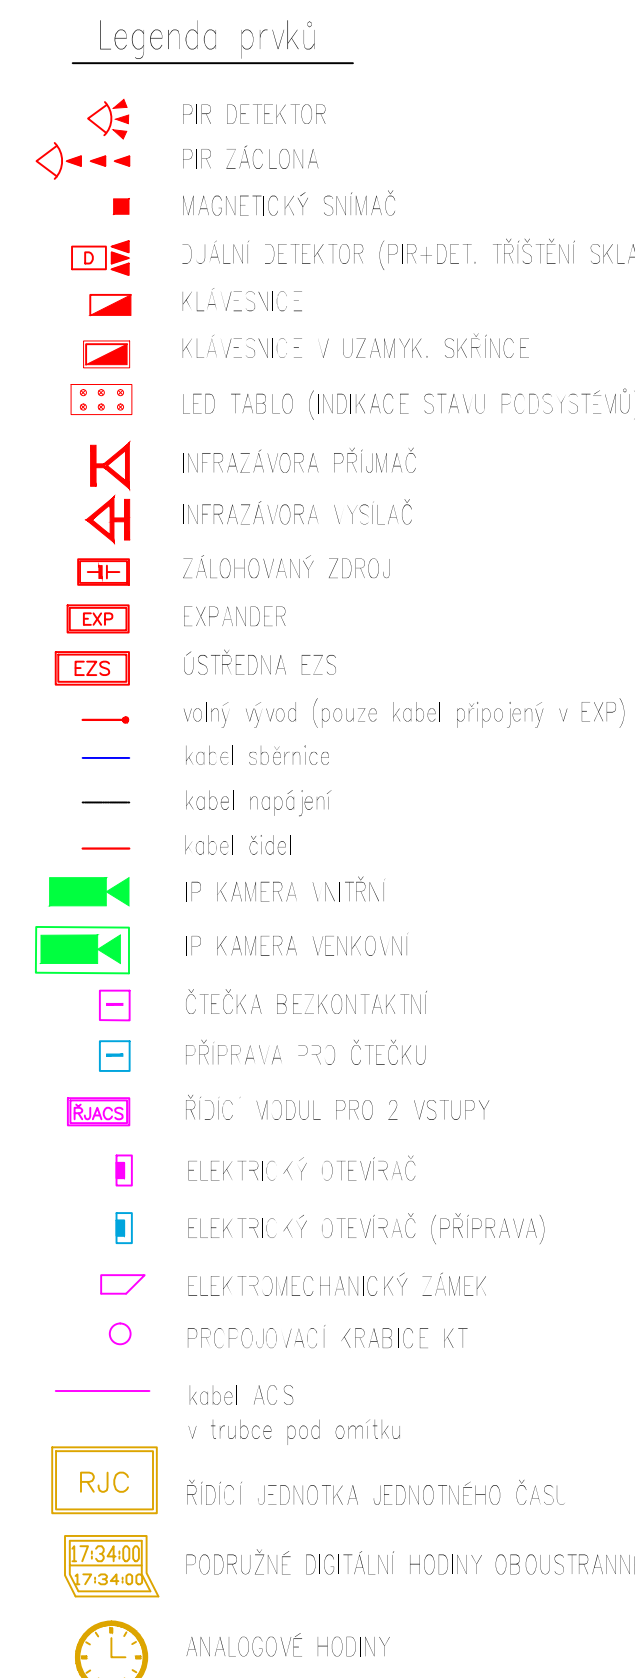 Legenda prvků
PIR DETEKTOR
PIR ZÁCLONA
MAGNETICKÝ SNÍMAČ
D DUÁLNÍ DETEKTOR (PIR+DET. TŘÍŠTĚNÍ SKLA
KLÁVESNICE
KLÁVESNICE V UZAMYK. SKŘÍNCE
LED TABLO (INDIKACE STAVU PODSYSTÉMŮ)
INFRAZÁVORA PŘÍJMAČ
INFRAZÁVORA VYSÍLAČ
ZÁLOHOVANÝ ZDROJ
EXP EXPANDER
EZS ÚSTŘEDNA EZS
volný vývod (pouze kabel připojený v EXP)
kabel sběrnice
kabel napájení
kabel čidel
IP KAMERA VNITŘNÍ
IP KAMERA VENKOVNÍ
ČTEČKA BEZKONTAKTNÍ
PŘÍPRAVA PRO ČTEČKU
ŘJACS ŘÍDÍCÍ MODUL PRO 2 VSTUPY
ELEKTRICKÝ OTEVÍRAČ
ELEKTRICKÝ OTEVÍRAČ (PŘÍPRAVA)
ELEKTROMECHANICKÝ ZÁMEK
PROPOJOVACÍ KRABICE KT
kabel ACS
v trubce pod omítku
RJC ŘÍDÍCÍ JEDNOTKA JEDNOTNÉHO ČASU
17:34:00
17:34:00 PODRUŽNÉ DIGITÁLNÍ HODINY OBOUSTRANN
ANALOGOVÉ HODINY